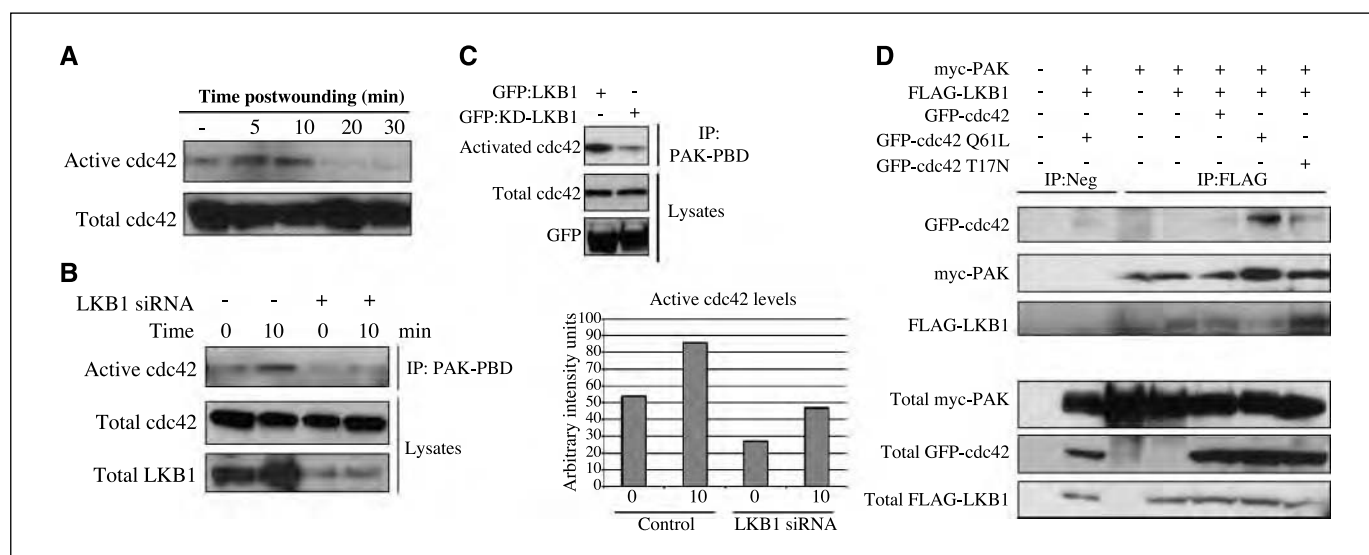 A
Time postwounding (min)
- 5 10 20 30
Active cdc42
Total cdc42
B
LKB1 siRNA - - + +
Time 0 10 0 10 min
Active cdc42 IP: PAK-PBD
Total cdc42
Total LKB1
Lysates
C
GFP:LKB1 + -
GFP:KD-LKB1 - +
Activated cdc42
IP:
PAK-PBD
Total cdc42
GFP
Lysates
Active cdc42 levels
Arbitrary intensity units
100
90
80
70
60
50
40
30
20
10
0
0 10 0 10
Control LKB1 siRNA
D
myc-PAK - + + + + + +
FLAG-LKB1 - + - + + + +
GFP-cdc42 - - - - + - -
GFP-cdc42 Q61L - + - - - + -
GFP-cdc42 T17N - - - - - - +
IP:Neg IP:FLAG
GFP-cdc42
myc-PAK
FLAG-LKB1
Total myc-PAK
Total GFP-cdc42
Total FLAG-LKB1